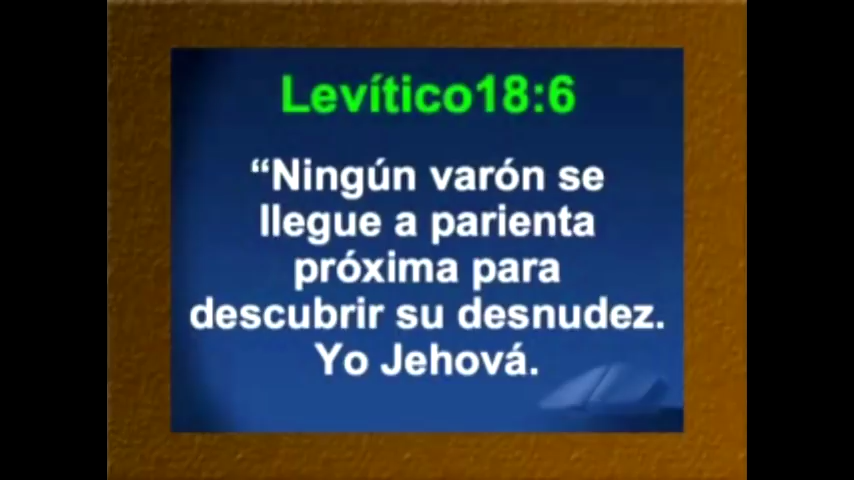 Levítico18:6
“Ningún varón se
llegue a parienta
próxima para
descubrir su desnudez.
Yo Jehová.